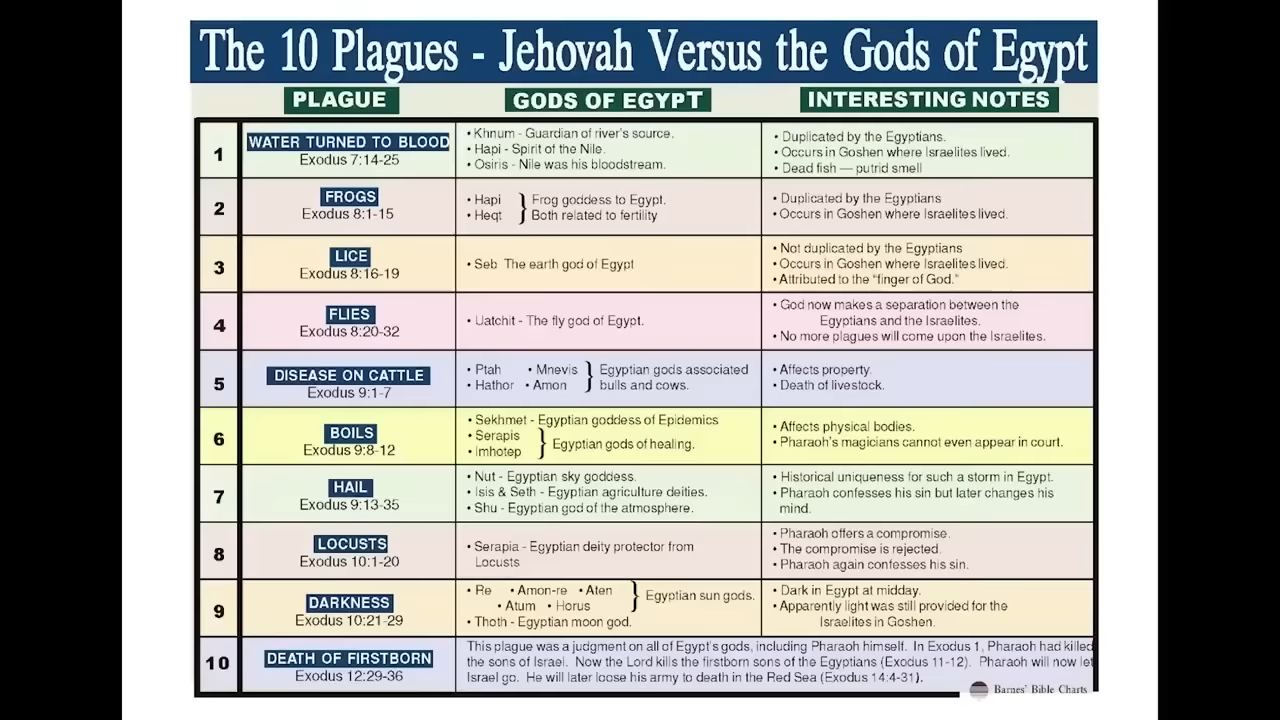 The 10 Plagues - Jehovah Versus the Gods of Egypt
PLAGUE GODS OF EGYPT INTERESTING NOTES
1
WATER TURNED TO BLOOD
Exodus 7:14-25
• Khnum - Guardian of river's source.
• Hapi - Spirit of the Nile.
• Osiris - Nile was his bloodstream.
• Duplicated by the Egyptians.
• Occurs in Goshen where Israelites lived.
• Dead fish — putrid smell
2
FROGS
Exodus 8:1-15
• Hapi } Frog goddess to Egypt.
• Heqt Both related to fertility
• Duplicated by the Egyptians
• Occurs in Goshen where Israelites lived.
3
LICE
Exodus 8:16-19
• Seb The earth god of Egypt
• Not duplicated by the Egyptians
• Occurs in Goshen where Israelites lived.
• Attributed to the "finger of God."
4
FLIES
Exodus 8:20-32
• Uatchit - The fly god of Egypt.
• God now makes a separation between the
Egyptians and the Israelites.
• No more plagues will come upon the Israelites.
5
DISEASE ON CATTLE
Exodus 9:1-7
• Ptah • Mnevis } Egyptian gods associated
• Hathor • Amon bulls and cows.
• Affects property.
• Death of livestock.
6
BOILS
Exodus 9:8-12
• Sekhmet - Egyptian goddess of Epidemics
• Serapis
• Imhotep } Egyptian gods of healing.
• Affects physical bodies.
• Pharaoh's magicians cannot even appear in court.
7
HAIL
Exodus 9:13-35
• Nut - Egyptian sky goddess.
• Isis & Seth - Egyptian agriculture deities.
• Shu - Egyptian god of the atmosphere.
• Historical uniqueness for such a storm in Egypt.
• Pharaoh confesses his sin but later changes his
mind.
8
LOCUSTS
Exodus 10:1-20
• Serapia - Egyptian deity protector from
Locusts
• Pharaoh offers a compromise.
• The compromise is rejected.
• Pharaoh again confesses his sin.
9
DARKNESS
Exodus 10:21-29
• Re • Amon-re • Aten } Egyptian sun gods.
• Atum • Horus
• Thoth - Egyptian moon god.
• Dark in Egypt at midday.
• Apparently light was still provided for the
Israelites in Goshen.
10
DEATH OF FIRSTBORN
Exodus 12:29-36
This plague was a judgment on all of Egypt's gods, including Pharaoh himself. In Exodus 1, Pharaoh had killed
the sons of Israel. Now the Lord kills the firstborn sons of the Egyptians (Exodus 11-12). Pharaoh will now let
Israel go. He will later loose his army to death in the Red Sea (Exodus 14:4-31).
Barnes' Bible Charts